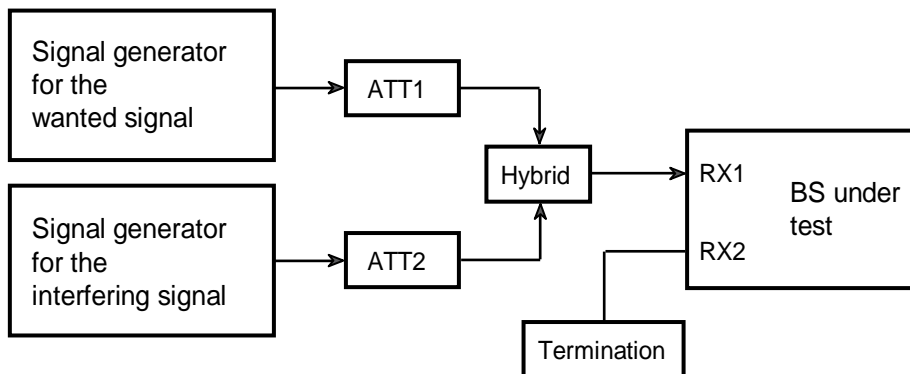 Signal generator
for the
wanted signal
ATT1
Hybrid
RX1
BS under
test
Signal generator
for the
interfering signal
ATT2
RX2
Termination